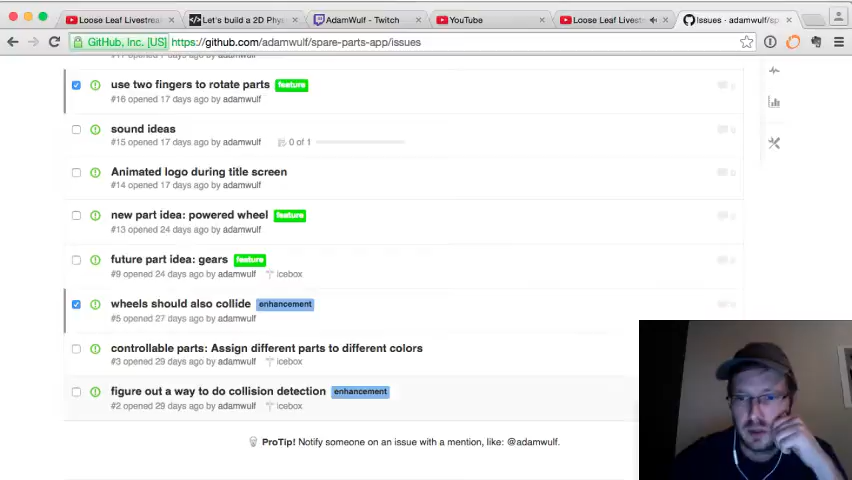 Loose Leaf Livestrea
Let's build a 2D Physi
AdamWulf - Twitch
YouTube
Loose Leaf Livestre
Issues · adamwulf/sp
GitHub, Inc. [US] https://github.com/adamwulf/spare-parts-app/issues
use two fingers to rotate parts feature
#16 opened 17 days ago by adamwulf
sound ideas
#15 opened 17 days ago by adamwulf 0 of 1
Animated logo during title screen
#14 opened 17 days ago by adamwulf
new part idea: powered wheel feature
#13 opened 24 days ago by adamwulf
future part idea: gears feature
#9 opened 24 days ago by adamwulf icebox
wheels should also collide enhancement
#5 opened 27 days ago by adamwulf
controllable parts: Assign different parts to different colors
#3 opened 29 days ago by adamwulf icebox
figure out a way to do collision detection enhancement
#2 opened 29 days ago by adamwulf icebox
ProTip! Notify someone on an issue with a mention, like: @adamwulf.